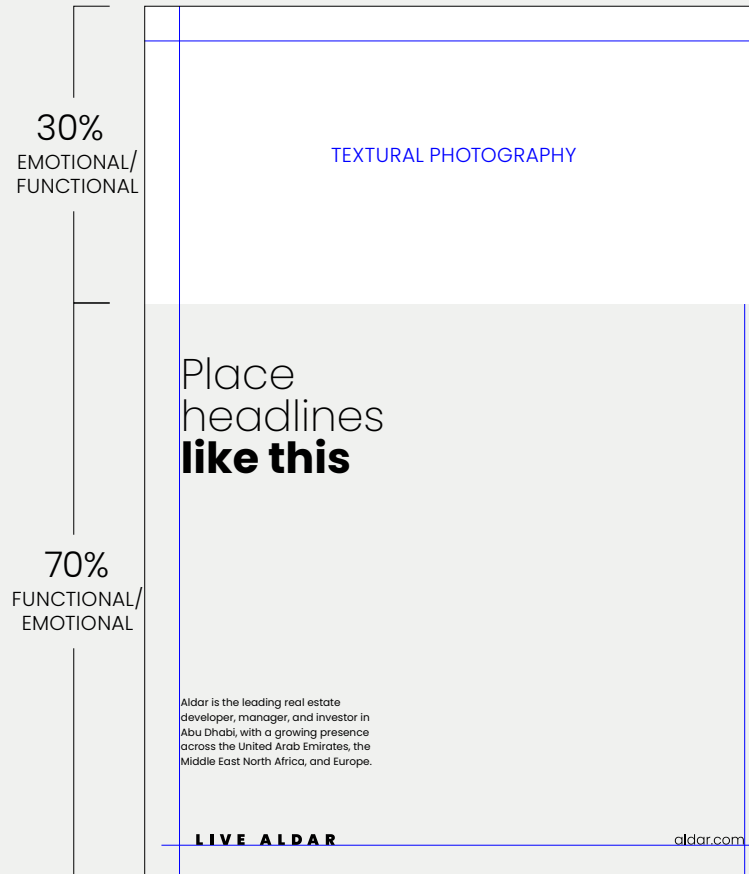 30%
EMOTIONAL/
FUNCTIONAL
TEXTURAL PHOTOGRAPHY
Place
headlines
like this
70%
FUNCTIONAL/
EMOTIONAL
Aldar is the leading real estate
developer, manager, and investor in
Abu Dhabi, with a growing presence
across the United Arab Emirates, the
Middle East North Africa, and Europe.
LIVE ALDAR
aldar.com